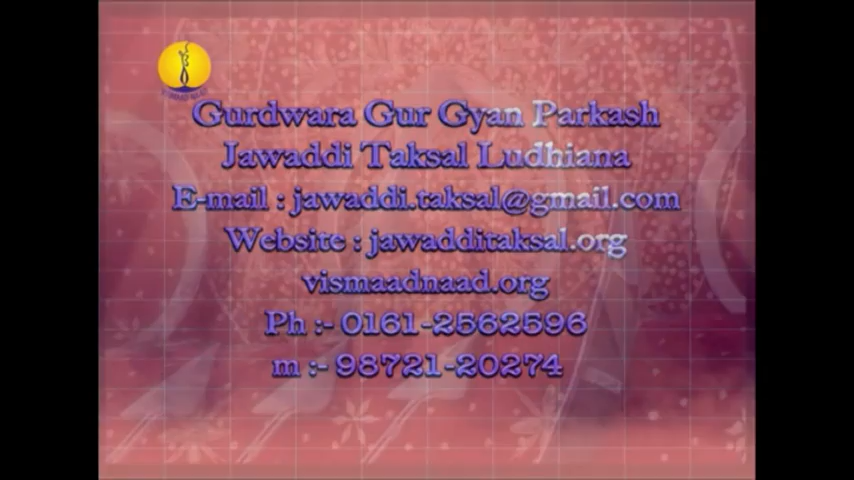 Gurdwara Gur Gyan Parkash
Jawaddi Taksal Ludhiana
E-mail : jawaddi.taksal@gmail.com
Website : jawadditaksal.org
vismaadnaad.org
Ph :- 0161-2562596
m :- 98721-20274